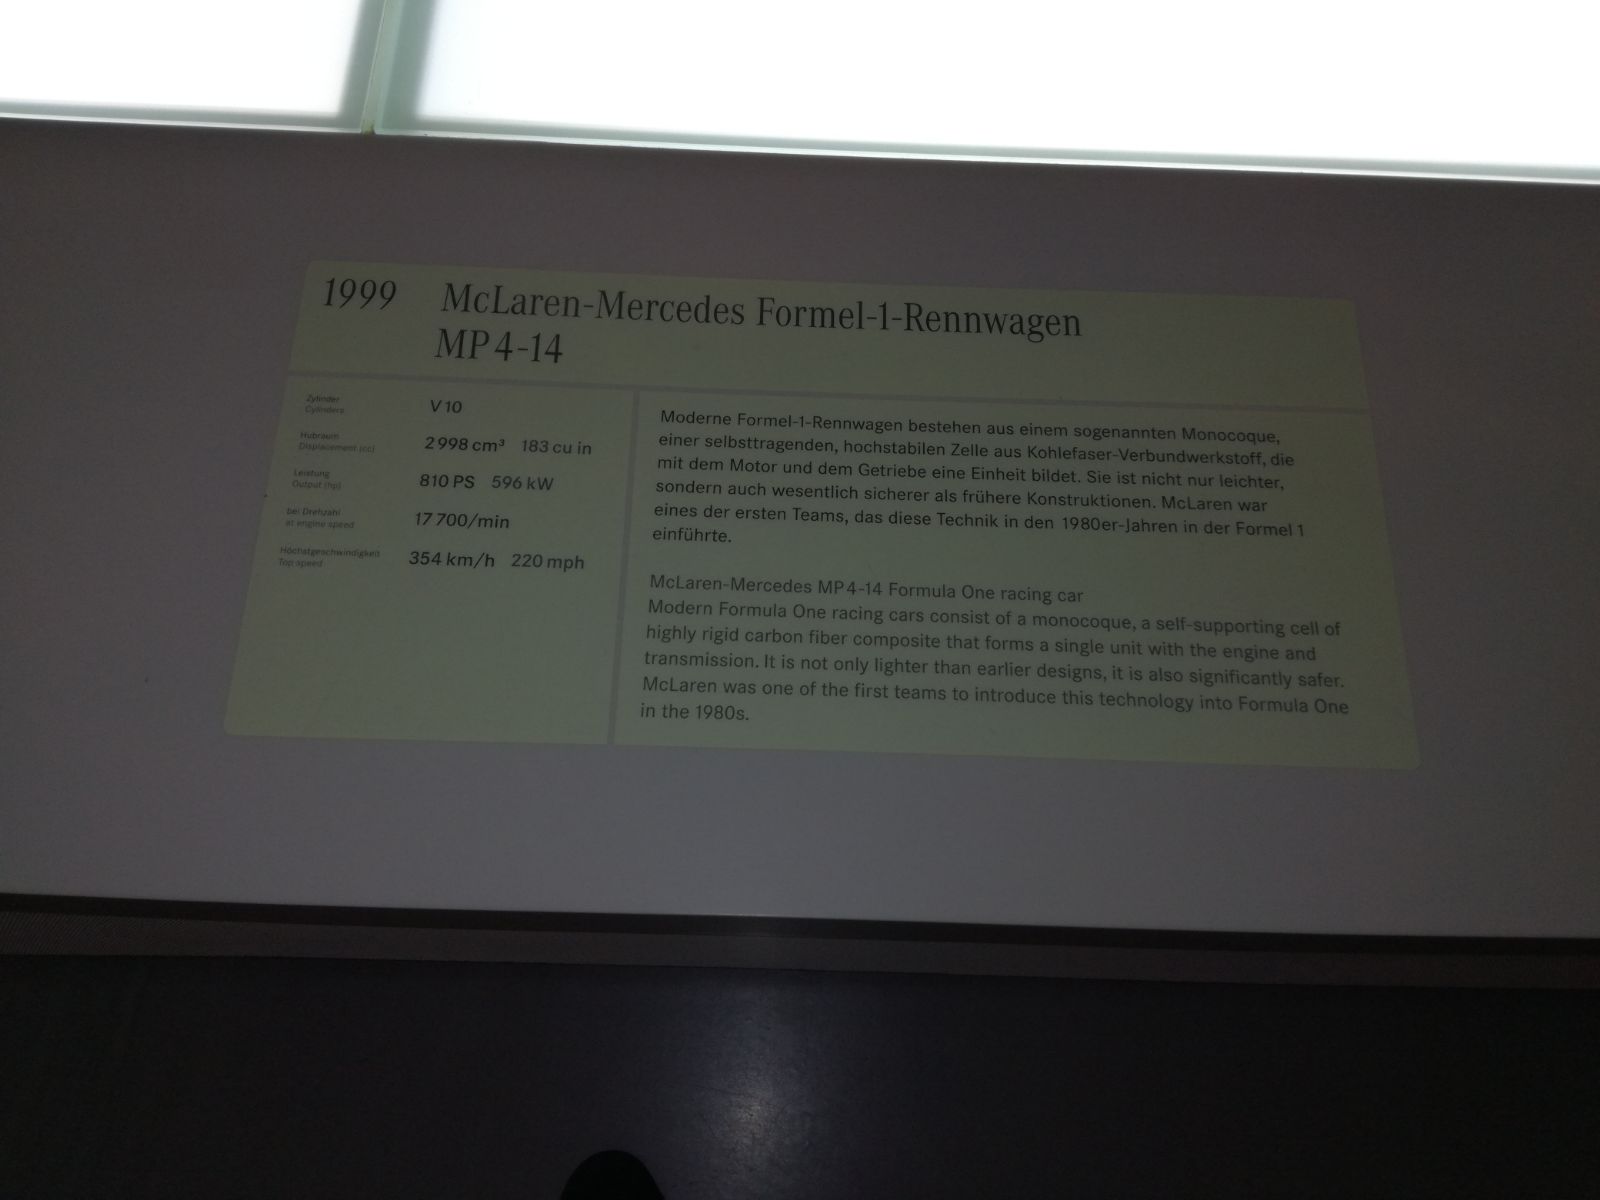 1999 McLaren-Mercedes Formel-1-Rennwagen
MP 4-14
Zylinder
Cylinders
V 10
Hubraum
Displacement (cc)
2 998 cm³ 183 cu in
Leistung
Output (hp)
810 PS 596 kW
bei Drehzahl
at engine speed
17 700/min
Höchstgeschwindigkeit
Top speed
354 km/h 220 mph
Moderne Formel-1-Rennwagen bestehen aus einem sogenannten Monocoque,
einer selbsttragenden, hochstabilen Zelle aus Kohlefaser-Verbundwerkstoff, die
mit dem Motor und dem Getriebe eine Einheit bildet. Sie ist nicht nur leichter,
sondern auch wesentlich sicherer als frühere Konstruktionen. McLaren war
eines der ersten Teams, das diese Technik in den 1980er-Jahren in der Formel 1
einführte.
McLaren-Mercedes MP 4-14 Formula One racing car
Modern Formula One racing cars consist of a monocoque, a self-supporting cell of
highly rigid carbon fiber composite that forms a single unit with the engine and
transmission. It is not only lighter than earlier designs, it is also significantly safer.
McLaren was one of the first teams to introduce this technology into Formula One
in the 1980s.